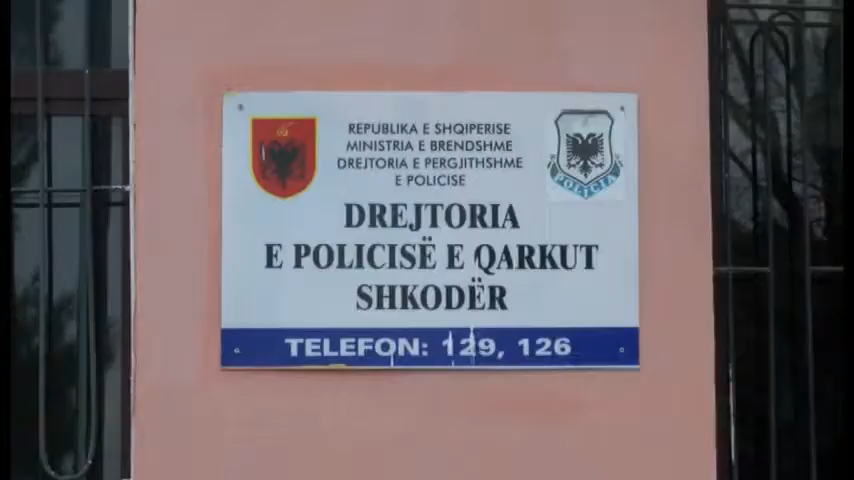 REPUBLIKA E SHQIPERISE
MINISTRIA E BRENDSHME
DREJTORIA E PERGJITHSHME
E POLICISE
POLICIA
DREJTORIA
E POLICISË E QARKUT
SHKODËR
TELEFON: 129, 126